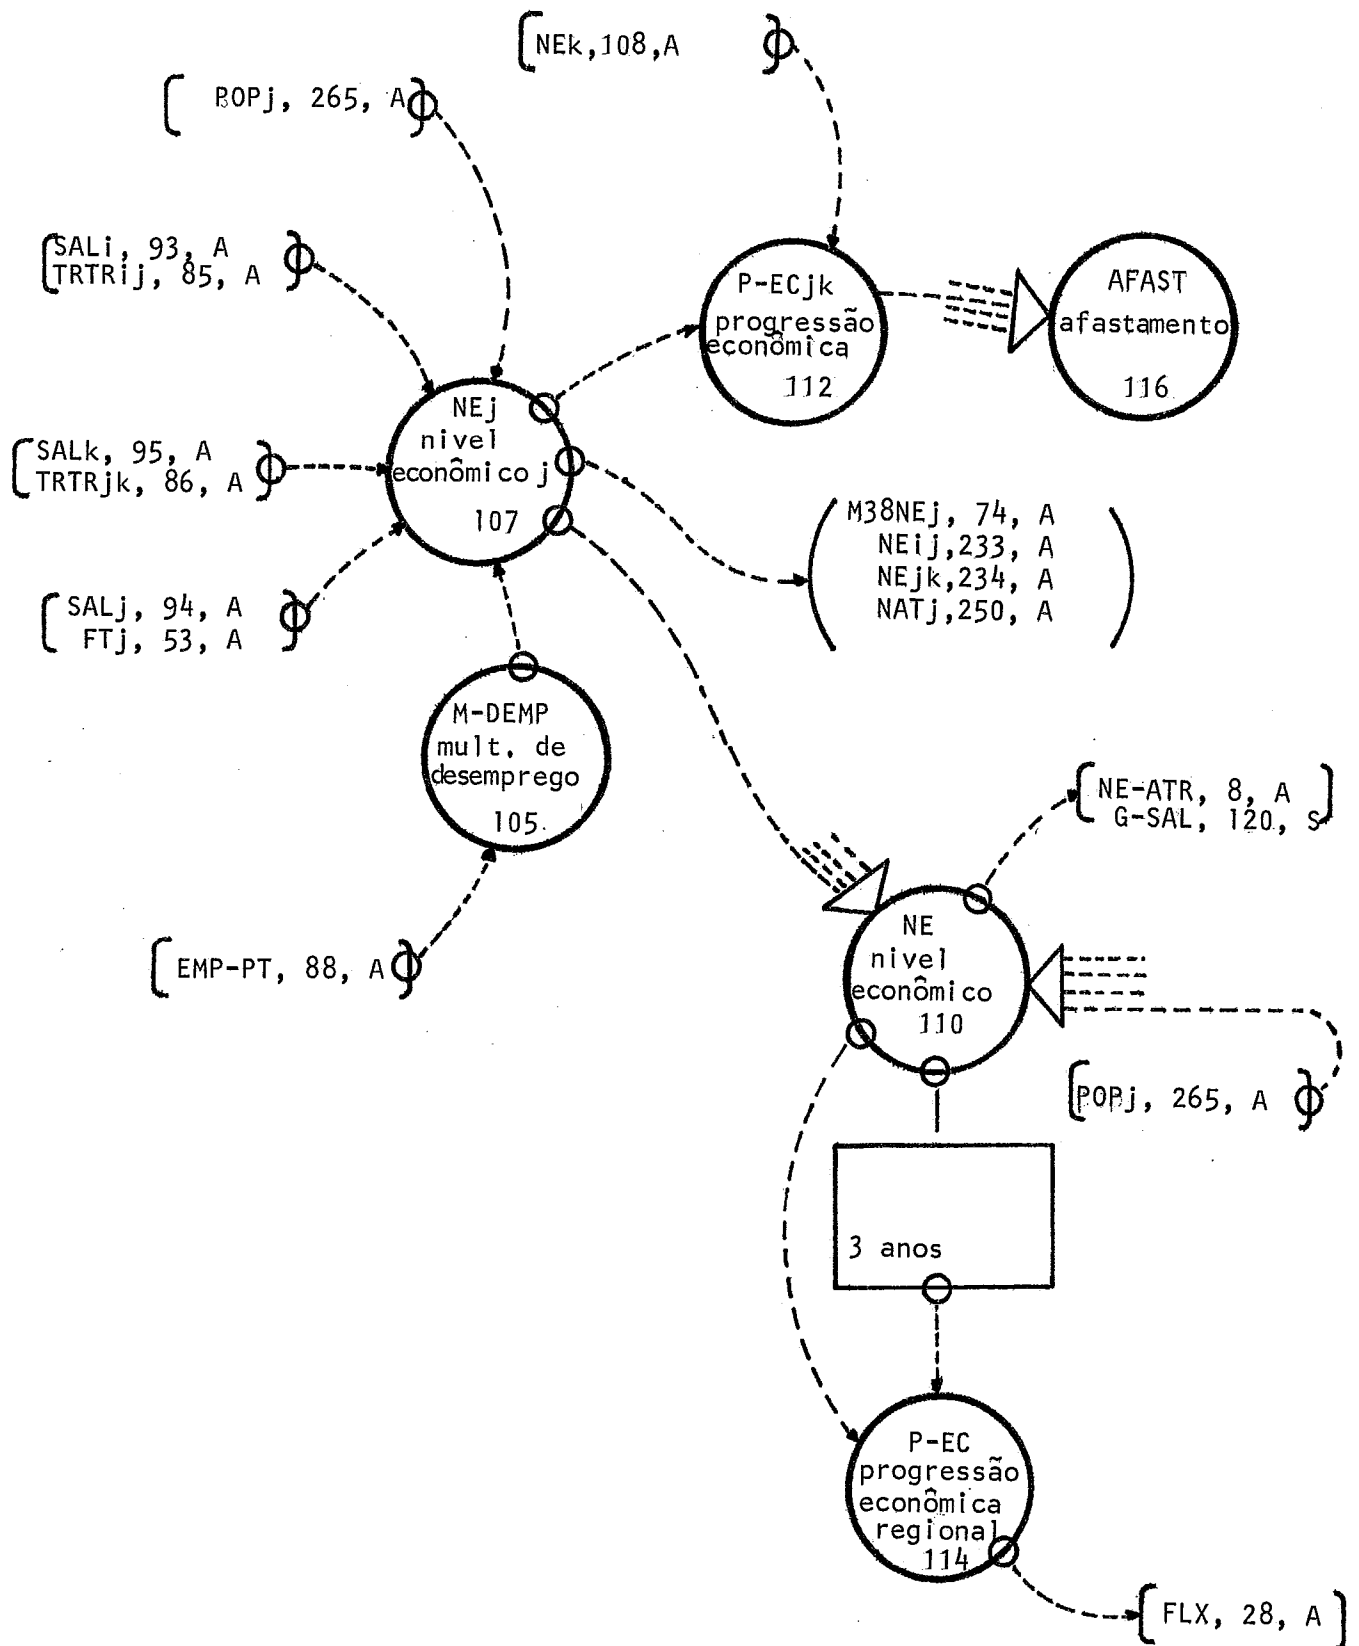 NEk,108,A
POPj, 265, A
SALi, 93, A
TRTRij, 85, A
P-ECjk
progressão
econômica
112
AFAST
afastamento
116
NEj
nivel
econômico j
107
SALk, 95, A
TRTRjk, 86, A
M38NEj, 74, A
NEij,233, A
NEjk,234, A
NATj,250, A
SALj, 94, A
FTj, 53, A
M-DEMP
mult. de
desemprego
105.
NE-ATR, 8, A
G-SAL, 120, S
EMP-PT, 88, A
NE
nivel
econômico
110
POPj, 265, A
3 anos
P-EC
progressão
econômica
regional
114
FLX, 28, A